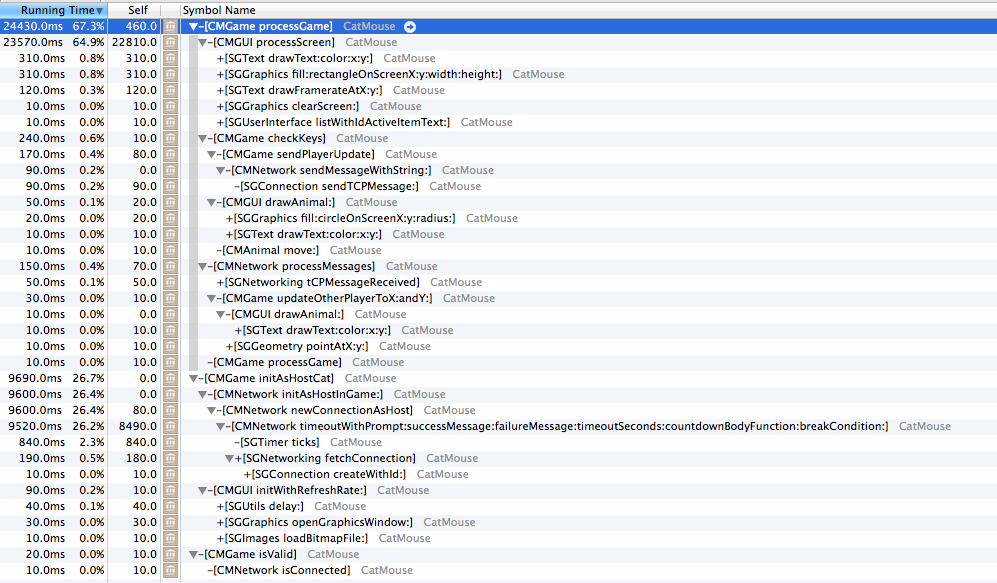 Running Time▼ Self Symbol Name
24430.0ms 67.3% 460.0 ▼-[CMGame processGame] CatMouse
23570.0ms 64.9% 22810.0 ▼-[CMGUI processScreen] CatMouse
310.0ms 0.8% 310.0 +[SGText drawText:color:x:y:] CatMouse
310.0ms 0.8% 310.0 +[SGGraphics fill:rectangleOnScreenX:y:width:height:] CatMouse
120.0ms 0.3% 120.0 +[SGText drawFramerateAtX:y:] CatMouse
10.0ms 0.0% 10.0 +[SGGraphics clearScreen:] CatMouse
10.0ms 0.0% 10.0 +[SGUserInterface listWithIdActiveItemText:] CatMouse
240.0ms 0.6% 10.0 ▼-[CMGame checkKeys] CatMouse
170.0ms 0.4% 80.0 ▼-[CMGame sendPlayerUpdate] CatMouse
90.0ms 0.2% 0.0 ▼-[CMNetwork sendMessageWithString:] CatMouse
90.0ms 0.2% 90.0 -[SGConnection sendTCPMessage:] CatMouse
50.0ms 0.1% 20.0 ▼-[CMGUI drawAnimal:] CatMouse
20.0ms 0.0% 20.0 +[SGGraphics fill:circleOnScreenX:y:radius:] CatMouse
10.0ms 0.0% 10.0 +[SGText drawText:color:x:y:] CatMouse
10.0ms 0.0% 10.0 -[CMAnimal move:] CatMouse
150.0ms 0.4% 70.0 ▼-[CMNetwork processMessages] CatMouse
50.0ms 0.1% 50.0 +[SGNetworking tCPMessageReceived] CatMouse
30.0ms 0.0% 10.0 ▼-[CMGame updateOtherPlayerToX:andY:] CatMouse
10.0ms 0.0% 0.0 ▼-[CMGUI drawAnimal:] CatMouse
10.0ms 0.0% 10.0 +[SGText drawText:color:x:y:] CatMouse
10.0ms 0.0% 10.0 +[SGGeometry pointAtX:y:] CatMouse
10.0ms 0.0% 10.0 -[CMGame processGame] CatMouse
9690.0ms 26.7% 0.0 ▼-[CMGame initAsHostCat] CatMouse
9600.0ms 26.4% 0.0 ▼-[CMNetwork initAsHostInGame:] CatMouse
9600.0ms 26.4% 80.0 ▼-[CMNetwork newConnectionAsHost] CatMouse
9520.0ms 26.2% 8490.0 ▼-[CMNetwork timeoutWithPrompt:successMessage:failureMessage:timeoutSeconds:countdownBodyFunction:breakCondition:] CatMouse
840.0ms 2.3% 840.0 -[SGTimer ticks] CatMouse
190.0ms 0.5% 180.0 ▼+[SGNetworking fetchConnection] CatMouse
10.0ms 0.0% 10.0 +[SGConnection createWithId:] CatMouse
90.0ms 0.2% 10.0 ▼-[CMGUI initWithRefreshRate:] CatMouse
40.0ms 0.1% 40.0 +[SGUtils delay:] CatMouse
30.0ms 0.0% 30.0 +[SGGraphics openGraphicsWindow:] CatMouse
10.0ms 0.0% 10.0 +[SGImages loadBitmapFile:] CatMouse
20.0ms 0.0% 10.0 ▼-[CMGame isValid] CatMouse
10.0ms 0.0% 10.0 -[CMNetwork isConnected] CatMouse